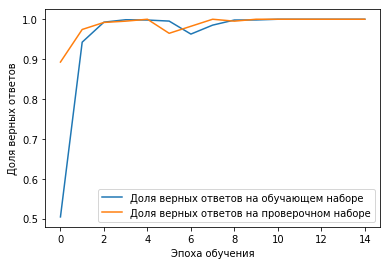 1.0
0.9
0.8
0.7
0.6
0.5
Доля верных ответов
Доля верных ответов на обучающем наборе
Доля верных ответов на проверочном наборе
0 2 4 6 8 10 12 14
Эпоха обучения